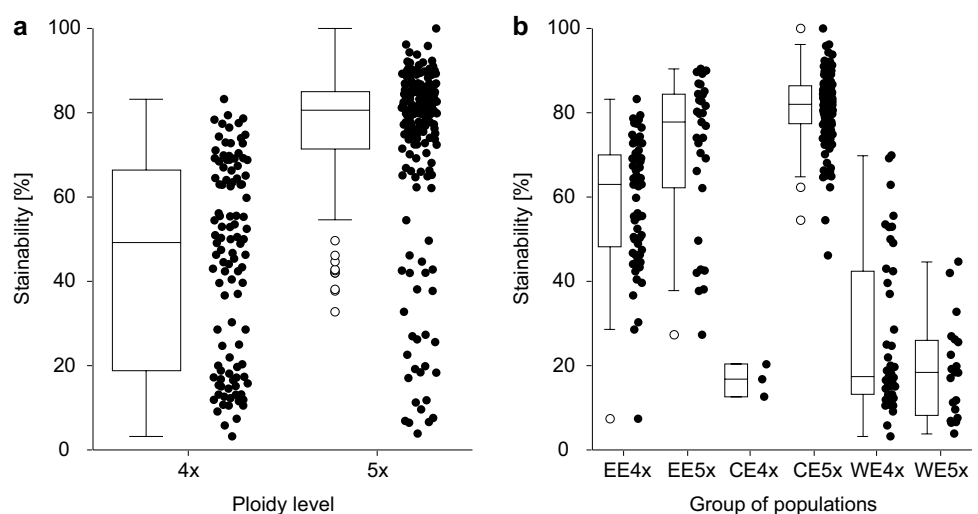 a
100
80
60
40
20
0
Stainability [%]
4x 5x
Ploidy level
b
100
80
60
40
20
0
Stainability [%]
EE4x EE5x CE4x CE5x WE4x WE5x
Group of populations